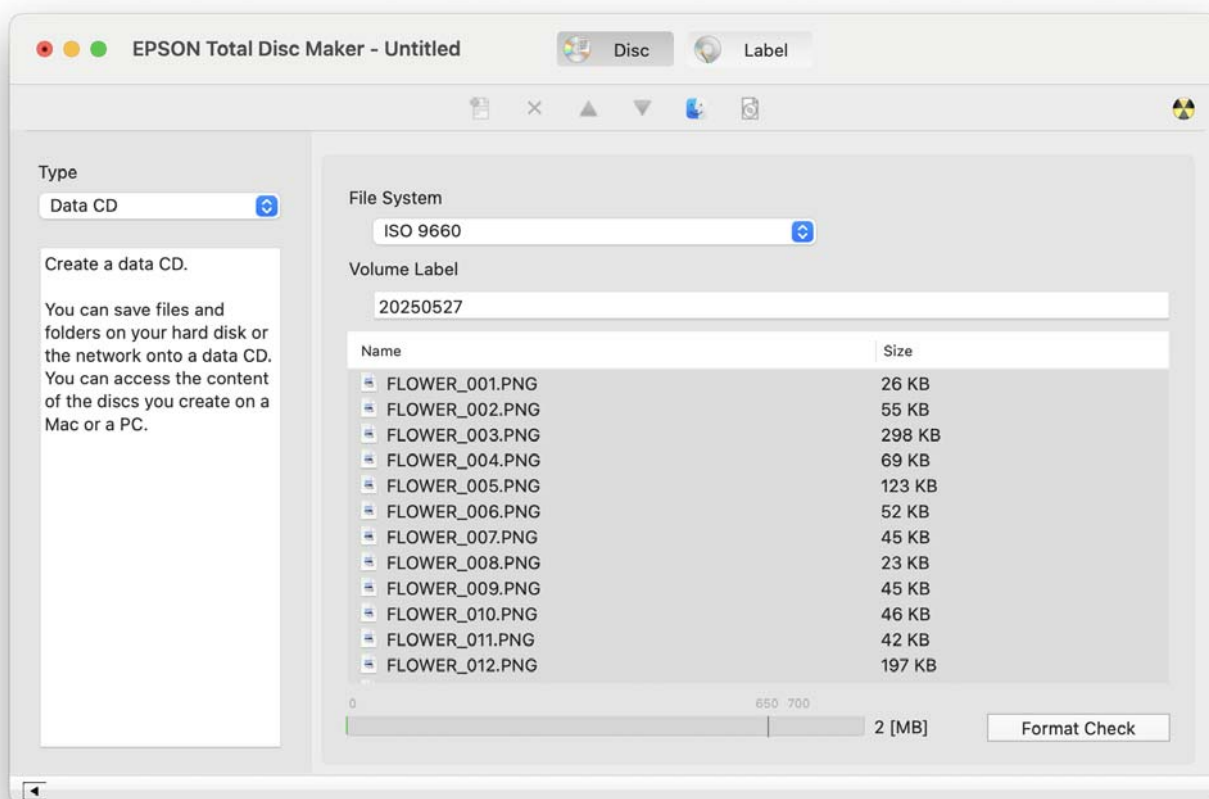 EPSON Total Disc Maker - Untitled
Disc
Label
Type
Data CD
Create a data CD.
You can save files and
folders on your hard disk or
the network onto a data CD.
You can access the content
of the discs you create on a
Mac or a PC.
File System
ISO 9660
Volume Label
20250527
Name Size
FLOWER_001.PNG 26 KB
FLOWER_002.PNG 55 KB
FLOWER_003.PNG 298 KB
FLOWER_004.PNG 69 KB
FLOWER_005.PNG 123 KB
FLOWER_006.PNG 52 KB
FLOWER_007.PNG 45 KB
FLOWER_008.PNG 23 KB
FLOWER_009.PNG 45 KB
FLOWER_010.PNG 46 KB
FLOWER_011.PNG 42 KB
FLOWER_012.PNG 197 KB
0 650 700
2 [MB]
Format Check